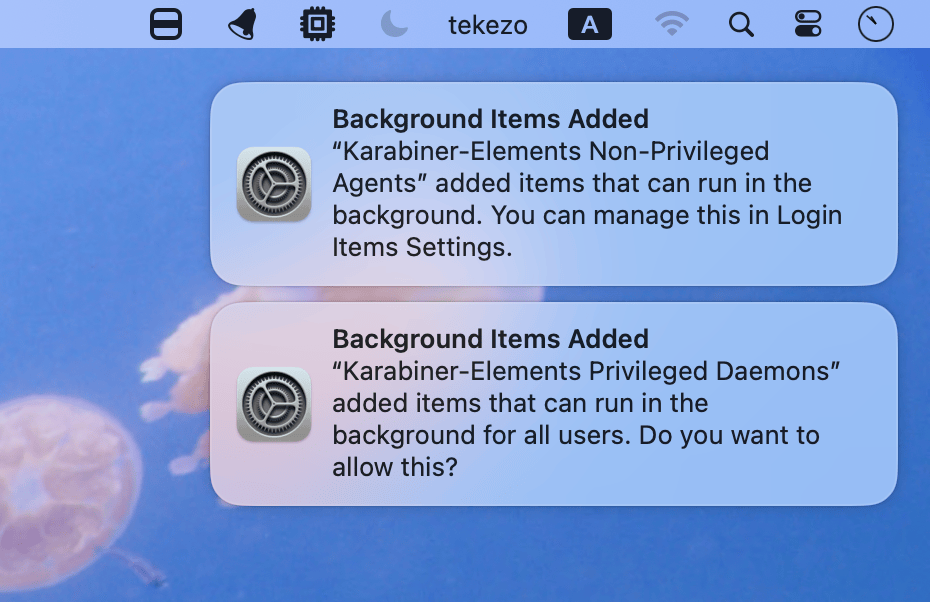 tekezo A
Background Items Added
“Karabiner-Elements Non-Privileged
Agents” added items that can run in the
background. You can manage this in Login
Items Settings.
Background Items Added
“Karabiner-Elements Privileged Daemons”
added items that can run in the
background for all users. Do you want to
allow this?